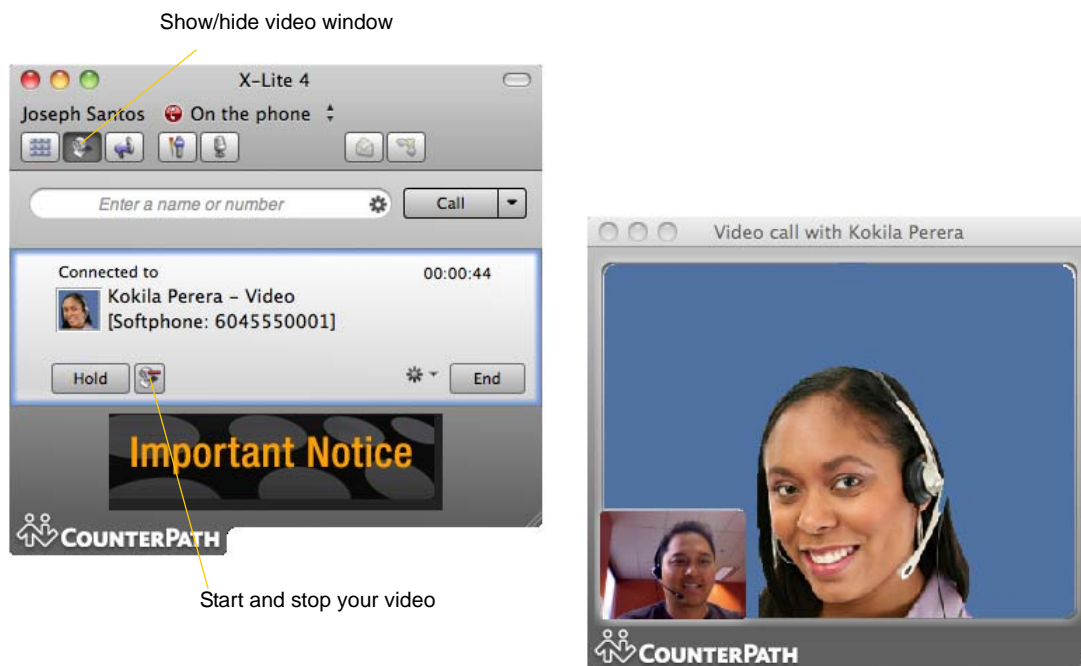 Show/hide video window
X-Lite 4
Joseph Santos On the phone
Enter a name or number
Call
Connected to 00:00:44
Kokila Perera – Video
[Softphone: 6045550001]
Hold
End
Important Notice
COUNTERPATH
Start and stop your video
Video call with Kokila Perera
COUNTERPATH